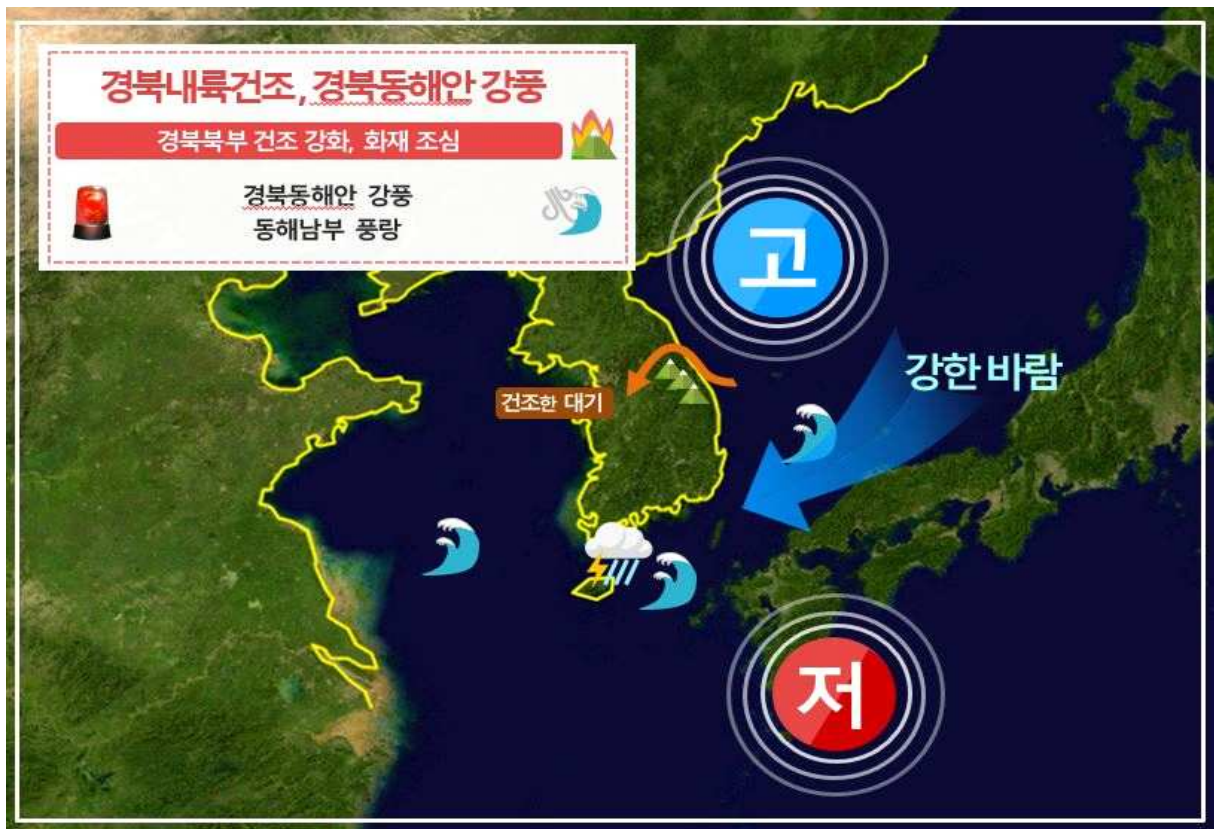 경북내륙건조, 경북동해안 강풍
경북북부 건조 강화, 화재 조심
경북동해안 강풍
동해남부 풍랑
고
강한 바람
건조한 대기
저